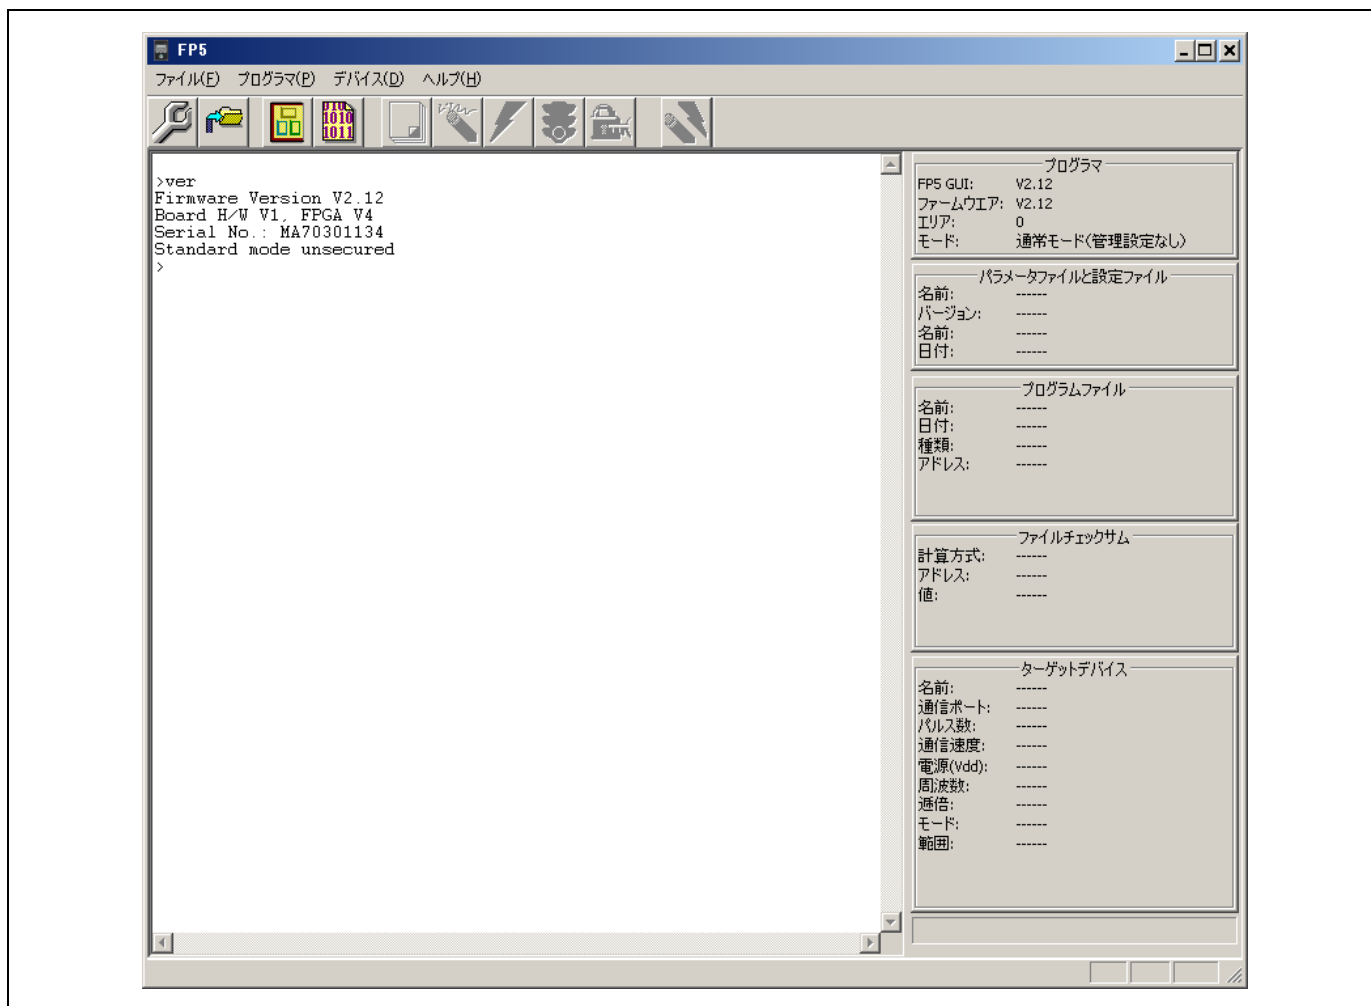 FP5
ファイル(F) プログラマ(P) デバイス(D) ヘルプ(H)
010
1010
1011
>ver
Firmware Version V2.12
Board H/W V1, FPGA V4
Serial No.: MA70301134
Standard mode unsecured
>
プログラマ
FP5 GUI: V2.12
ファームウエア: V2.12
エリア: 0
モード: 通常モード(管理設定なし)
パラメータファイルと設定ファイル
名前: ------
バージョン: ------
名前: ------
日付: ------
プログラムファイル
名前: ------
日付: ------
種類: ------
アドレス: ------
ファイルチェックサム
計算方式: ------
アドレス: ------
値: ------
ターゲットデバイス
名前: ------
通信ポート: ------
パルス数: ------
通信速度: ------
電源(Vdd): ------
周波数: ------
逓倍: ------
モード: ------
範囲: ------